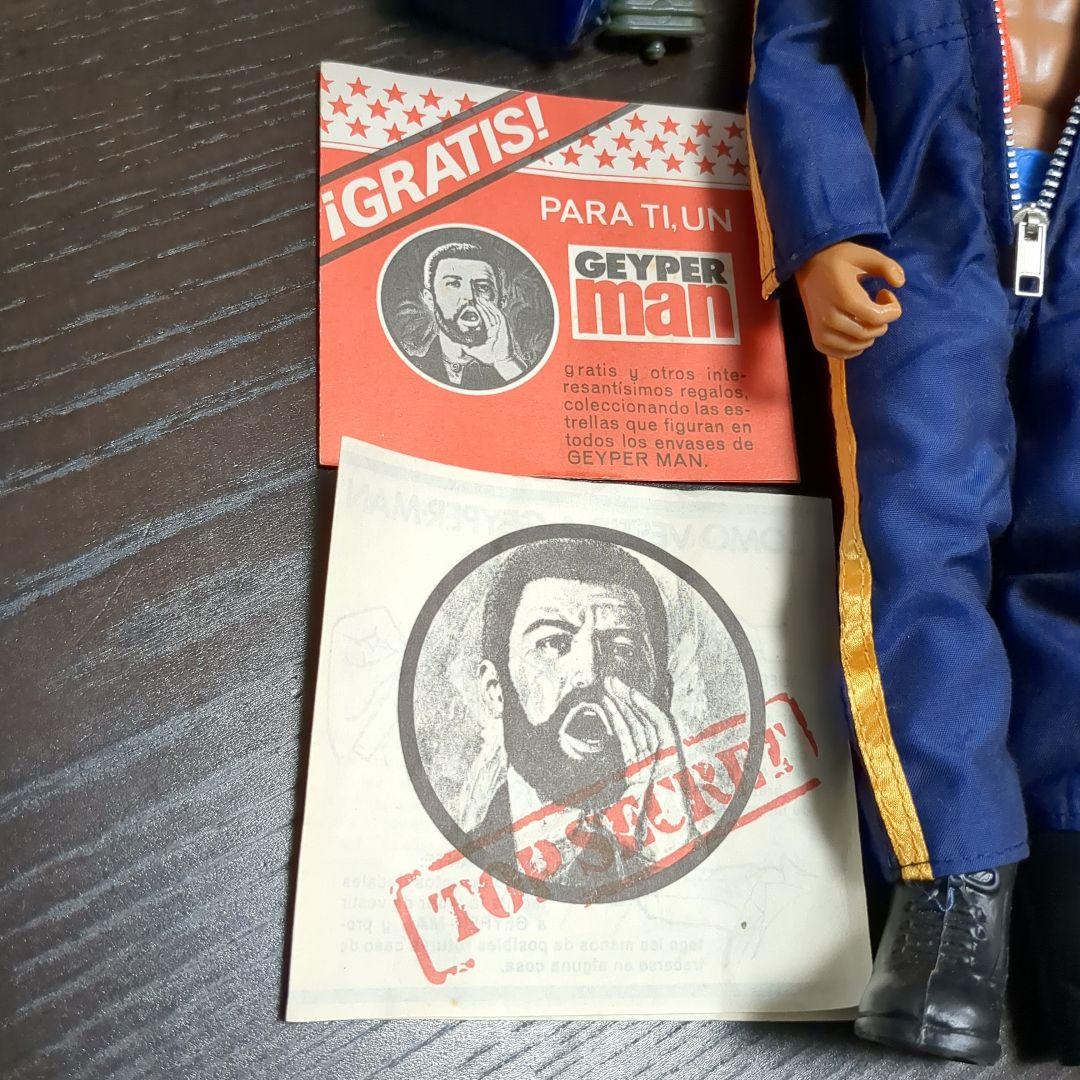 ¡GRATIS!
PARA TI, UN
GEYPER
man
gratis y otros inte-
resantísimos regalos,
coleccionando las es-
trellas que figuran en
todos los envases de
GEYPER MAN.
TOP SECRET